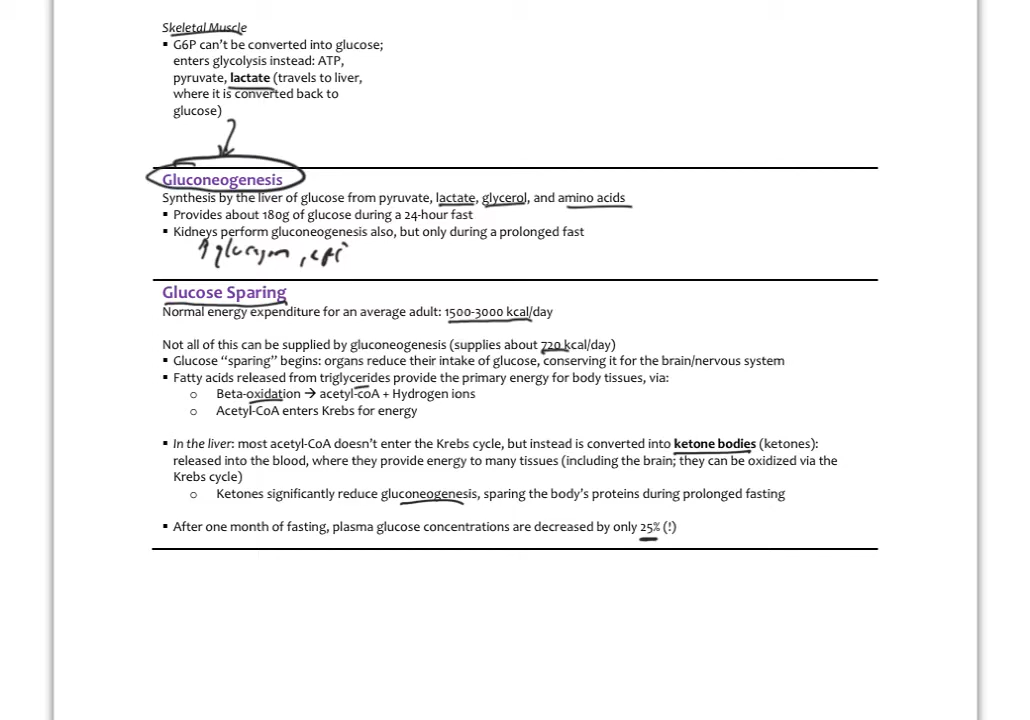 Skeletal Muscle
▪ G6P can't be converted into glucose;
enters glycolysis instead: ATP,
pyruvate, lactate (travels to liver,
where it is converted back to
glucose)
Gluconeogenesis
Synthesis by the liver of glucose from pyruvate, lactate, glycerol, and amino acids
▪ Provides about 180g of glucose during a 24-hour fast
▪ Kidneys perform gluconeogenesis also, but only during a prolonged fast
Glucose Sparing
Normal energy expenditure for an average adult: 1500-3000 kcal/day
Not all of this can be supplied by gluconeogenesis (supplies about 720 kcal/day)
▪ Glucose "sparing" begins: organs reduce their intake of glucose, conserving it for the brain/nervous system
▪ Fatty acids released from triglycerides provide the primary energy for body tissues, via:
o Beta-oxidation → acetyl-coA + Hydrogen ions
o Acetyl-CoA enters Krebs for energy
▪ In the liver: most acetyl-CoA doesn't enter the Krebs cycle, but instead is converted into ketone bodies (ketones):
released into the blood, where they provide energy to many tissues (including the brain; they can be oxidized via the
Krebs cycle)
o Ketones significantly reduce gluconeogenesis, sparing the body's proteins during prolonged fasting
▪ After one month of fasting, plasma glucose concentrations are decreased by only 25% (!)